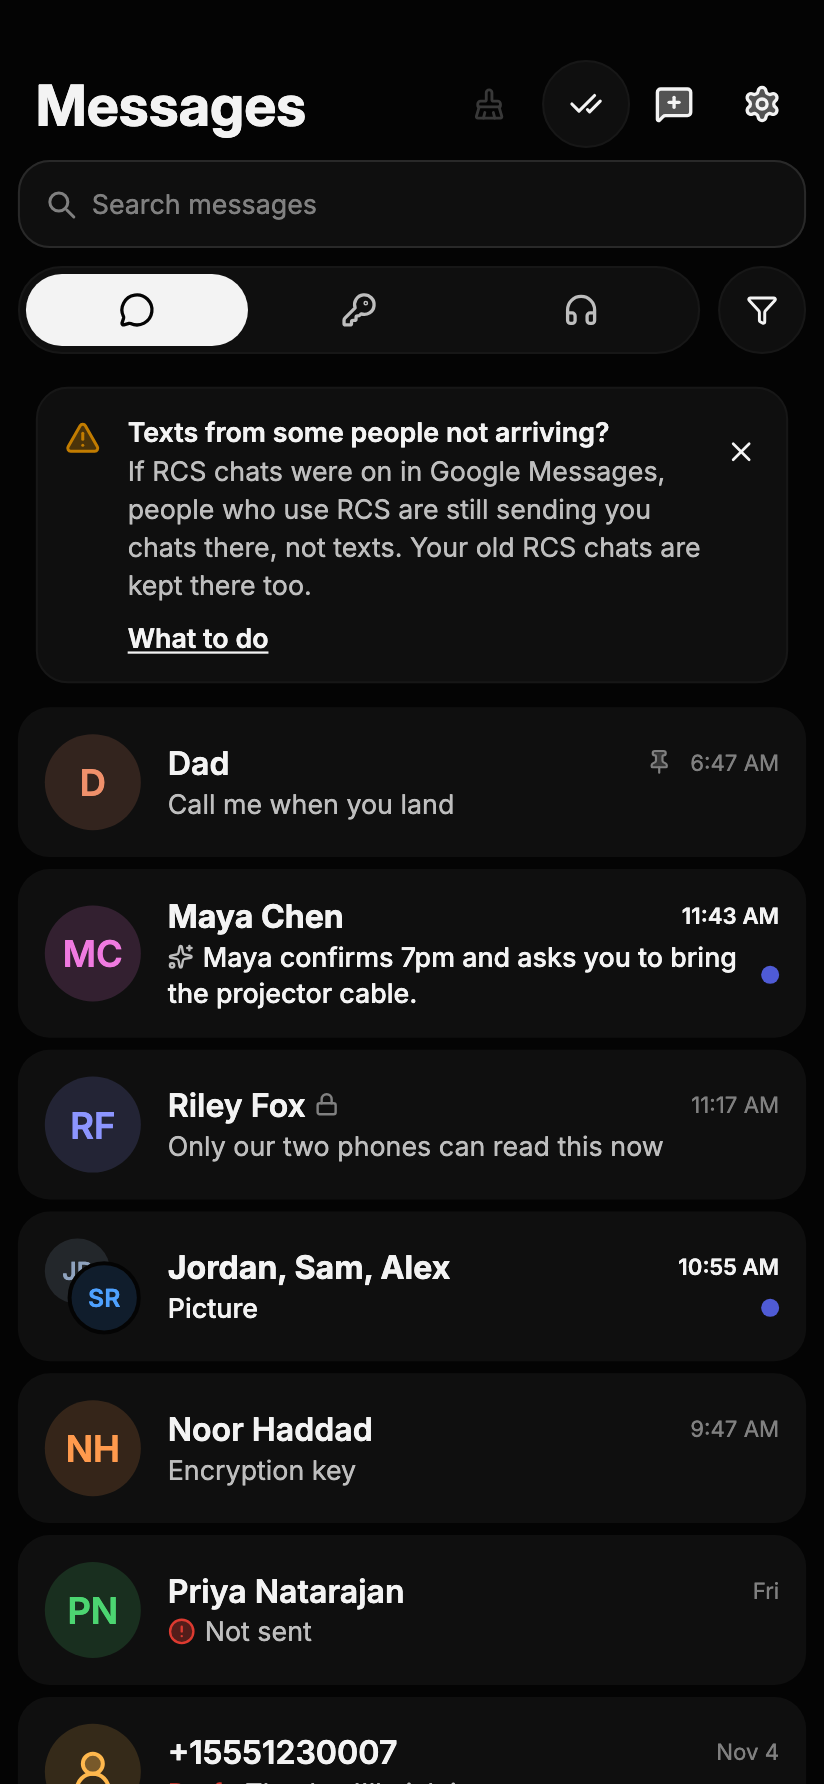 Messages
Search messages
Texts from some people not arriving?
If RCS chats were on in Google Messages,
people who use RCS are still sending you
chats there, not texts. Your old RCS chats are
kept there too.
What to do
D
Dad
6:47 AM
Call me when you land
MC
Maya Chen
11:43 AM
Maya confirms 7pm and asks you to bring
the projector cable.
RF
Riley Fox
11:17 AM
Only our two phones can read this now
SR
Jordan, Sam, Alex
10:55 AM
Picture
NH
Noor Haddad
9:47 AM
Encryption key
PN
Priya Natarajan
Fri
Not sent
+15551230007
Nov 4